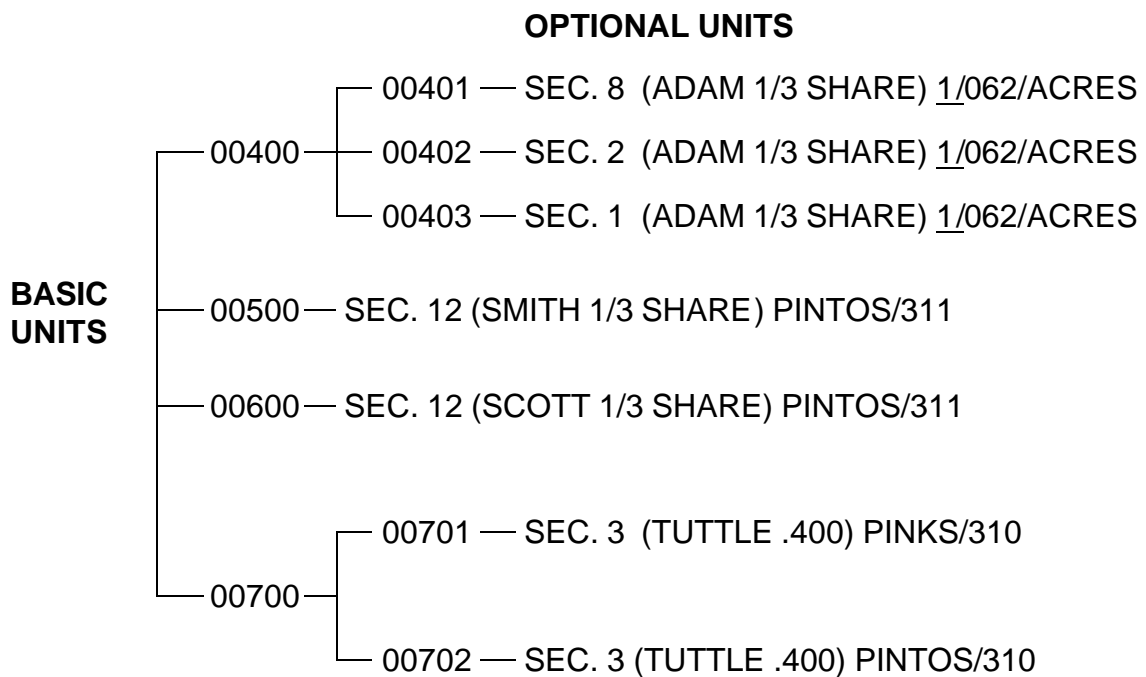 OPTIONAL UNITS
00401 — SEC. 8 (ADAM 1/3 SHARE) 1/062/ACRES
00400 00402 — SEC. 2 (ADAM 1/3 SHARE) 1/062/ACRES
00403 — SEC. 1 (ADAM 1/3 SHARE) 1/062/ACRES
BASIC
UNITS
00500 — SEC. 12 (SMITH 1/3 SHARE) PINTOS/311
00600 — SEC. 12 (SCOTT 1/3 SHARE) PINTOS/311
00701 — SEC. 3 (TUTTLE .400) PINKS/310
00700
00702 — SEC. 3 (TUTTLE .400) PINTOS/310